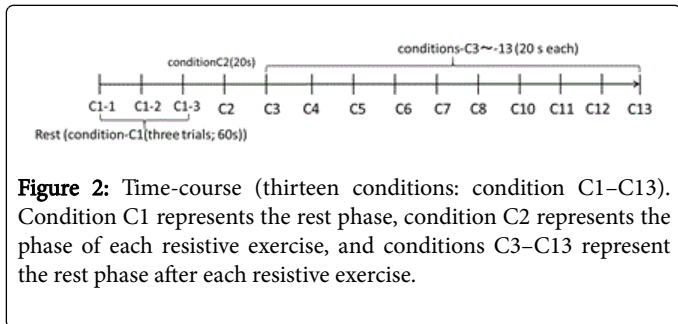 conditions-C3～-13 (20 s each)
conditionC2(20s)
C1-1 C1-2 C1-3 C2 C3 C4 C5 C6 C7 C8 C10 C11 C12 C13
Rest (condition-C1(three trials; 60s))
Figure 2: Time-course (thirteen conditions: condition C1–C13).
Condition C1 represents the rest phase, condition C2 represents the
phase of each resistive exercise, and conditions C3–C13 represent
the rest phase after each resistive exercise.